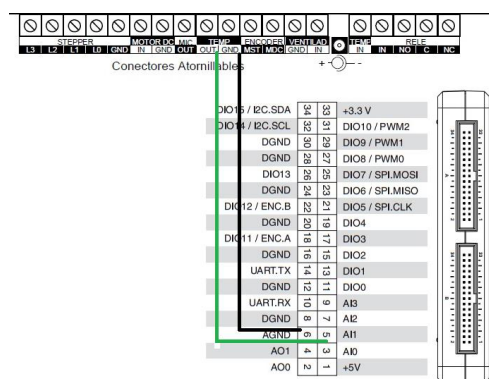 STEPPER MOTOR DC MIC TEMP ENCODER VENTILAD TEMP RELE
L3 L2 L1 L0 GND IN GND OUT OUT GND MST MDC GND IN IN IN NO C NC
Conectores Atornillables + -
DIO15 / I2C.SDA 34 33 +3.3 V
DIO14 / I2C.SCL 32 31 DIO10 / PWM2
DGND 30 29 DIO9 / PWM1
DGND 28 27 DIO8 / PWM0
DIO13 26 25 DIO7 / SPI.MOSI
DGND 24 23 DIO6 / SPI.MISO
DIO12 / ENC.B 22 21 DIO5 / SPI.CLK
DGND 20 19 DIO4
DIO11 / ENC.A 18 17 DIO3
DGND 16 15 DIO2
UART.TX 14 13 DIO1
DGND 12 11 DIO0
UART.RX 10 9 AI3
DGND 8 7 AI2
AGND 6 5 AI1
AO1 4 3 AI0
AO0 2 1 +5V